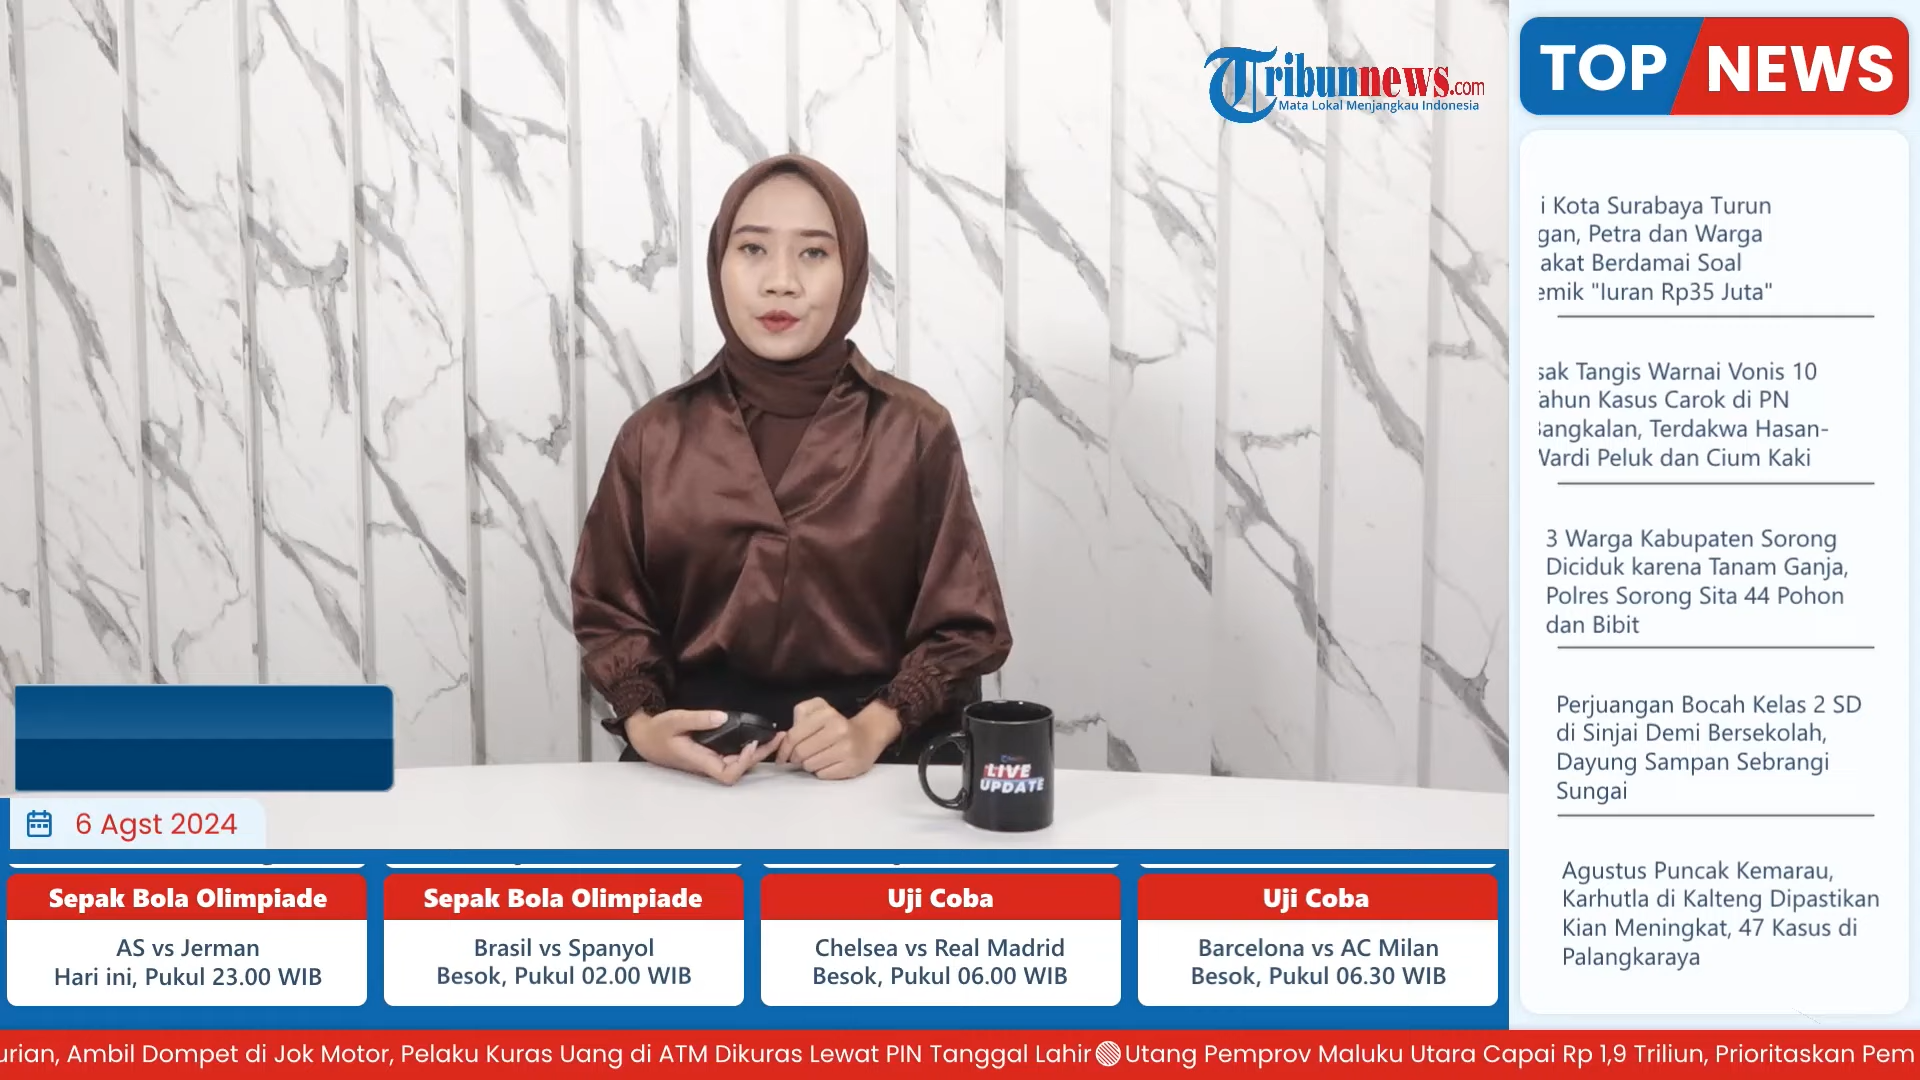 Tribunnews.com
Mata Lokal Menjangkau Indonesia
TOP NEWS
i Kota Surabaya Turun
gan, Petra dan Warga
akat Berdamai Soal
emik "Iuran Rp35 Juta"
sak Tangis Warnai Vonis 10
Tahun Kasus Carok di PN
Bangkalan, Terdakwa Hasan-
Wardi Peluk dan Cium Kaki
3 Warga Kabupaten Sorong
Diciduk karena Tanam Ganja,
Polres Sorong Sita 44 Pohon
dan Bibit
Perjuangan Bocah Kelas 2 SD
di Sinjai Demi Bersekolah,
Dayung Sampan Sebrangi
Sungai
Agustus Puncak Kemarau,
Karhutla di Kalteng Dipastikan
Kian Meningkat, 47 Kasus di
Palangkaraya
LIVE
UPDATE
6 Agst 2024
Sepak Bola Olimpiade
AS vs Jerman
Hari ini, Pukul 23.00 WIB
Sepak Bola Olimpiade
Brasil vs Spanyol
Besok, Pukul 02.00 WIB
Uji Coba
Chelsea vs Real Madrid
Besok, Pukul 06.00 WIB
Uji Coba
Barcelona vs AC Milan
Besok, Pukul 06.30 WIB
urian, Ambil Dompet di Jok Motor, Pelaku Kuras Uang di ATM Dikuras Lewat PIN Tanggal Lahir Utang Pemprov Maluku Utara Capai Rp 1,9 Triliun, Prioritaskan Pem